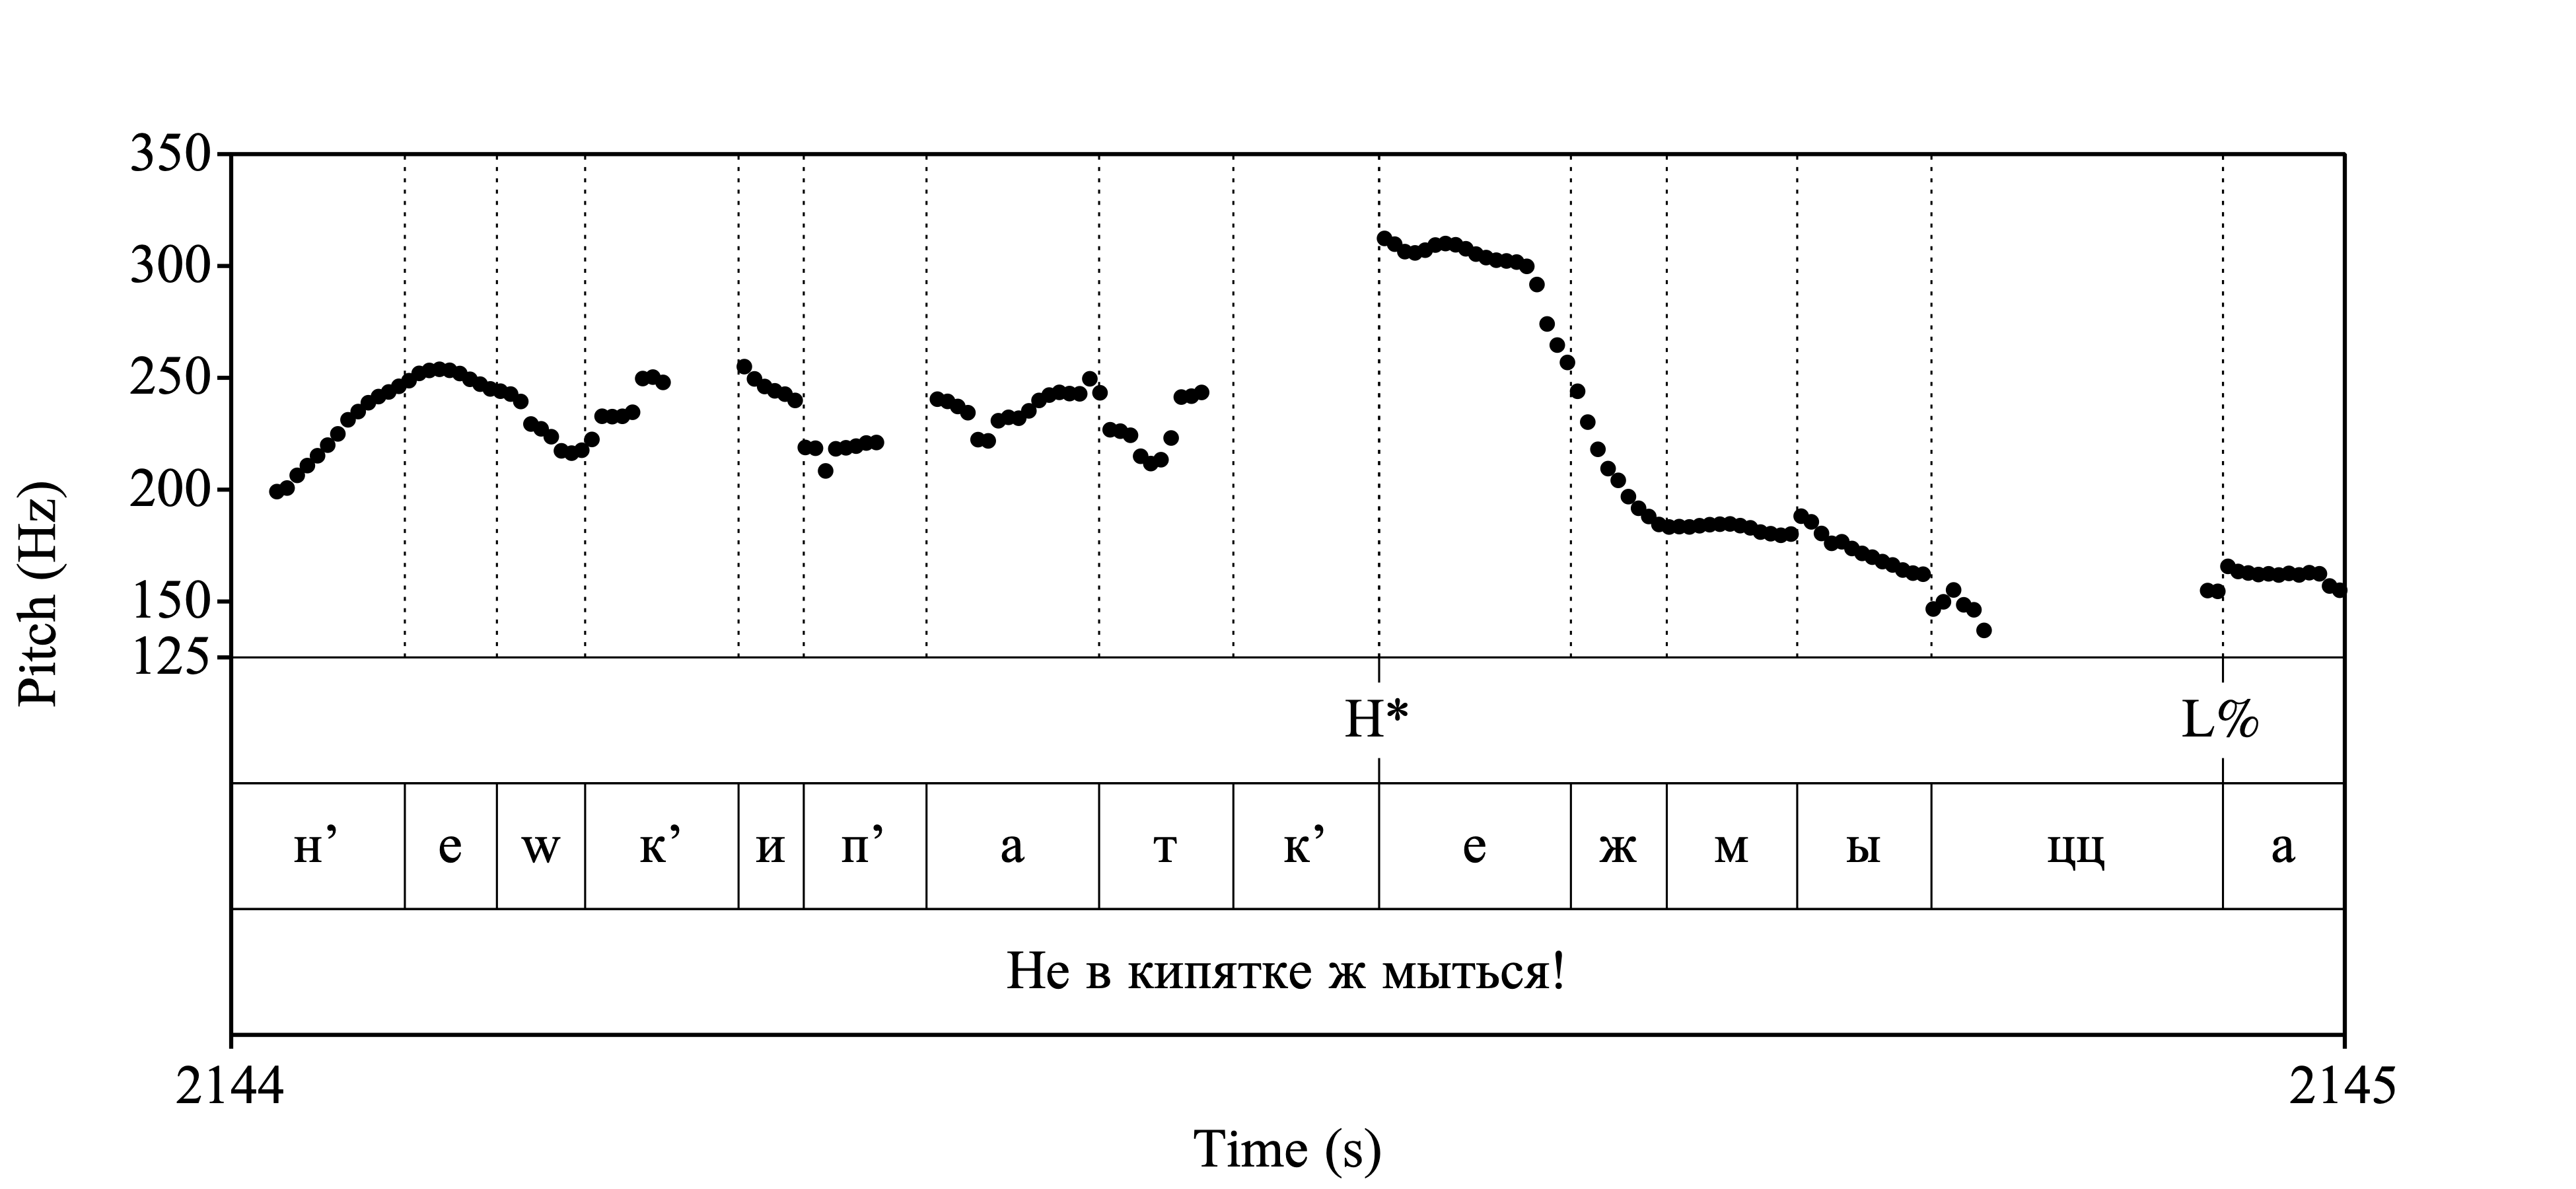 350
300
250
200
150
125
Pitch (Hz)
H* L%
н’ е w к’ и п’ а т к’ е ж м ы цц а
Не в кипятке ж мыться!
2144 2145
Time (s)